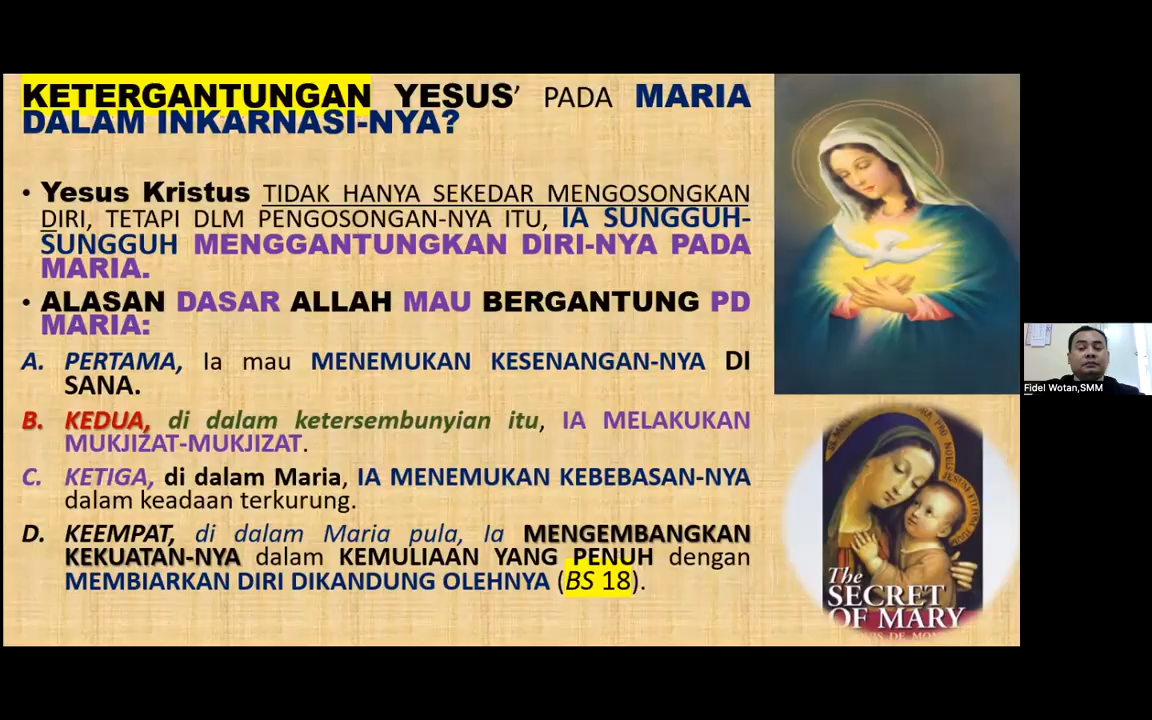 KETERGANTUNGAN YESUS’ PADA MARIA
DALAM INKARNASI-NYA?
• Yesus Kristus TIDAK HANYA SEKEDAR MENGOSONGKAN
DIRI, TETAPI DLM PENGOSONGAN-NYA ITU, IA SUNGGUH-
SUNGGUH MENGGANTUNGKAN DIRI-NYA PADA
MARIA.
• ALASAN DASAR ALLAH MAU BERGANTUNG PD
MARIA:
A. PERTAMA, Ia mau MENEMUKAN KESENANGAN-NYA DI
SANA.
B. KEDUA, di dalam ketersembunyian itu, IA MELAKUKAN
MUKJIZAT-MUKJIZAT.
C. KETIGA, di dalam Maria, IA MENEMUKAN KEBEBASAN-NYA
dalam keadaan terkurung.
D. KEEMPAT, di dalam Maria pula, Ia MENGEMBANGKAN
KEKUATAN-NYA dalam KEMULIAAN YANG PENUH dengan
MEMBIARKAN DIRI DIKANDUNG OLEHNYA (BS 18).
The
SECRET
OF MARY
Fidel Wotan,SMM